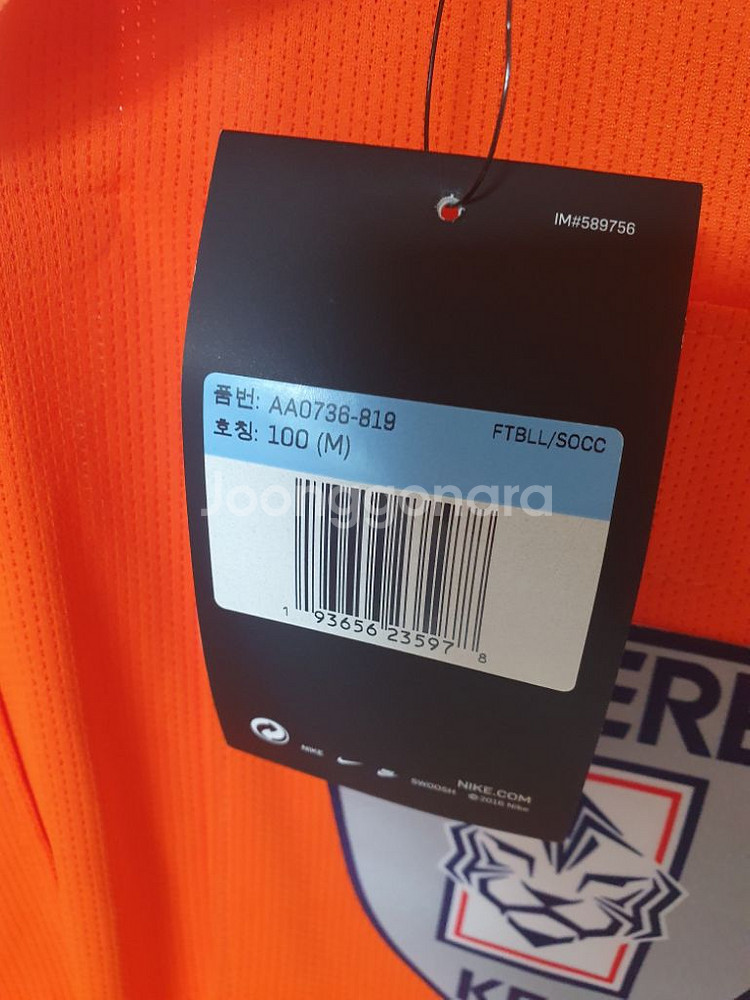 IM#589756
품번: AA0736-819
호칭: 100 (M)
FTBLL/SOCC
Joonggonara
1 93656 23597 8
NIKE
SWOOSH
NIKE.COM
©2016 Nike